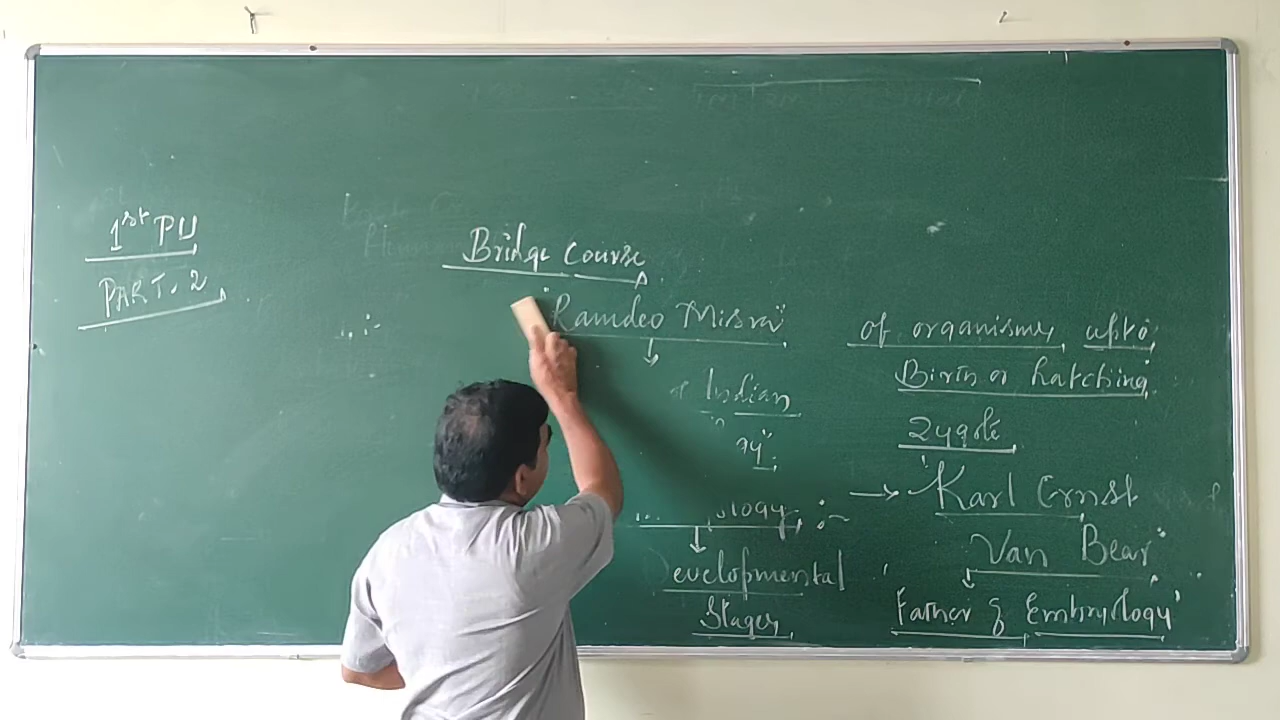 1st PU
PART. 2
Bridge Course
"Ramdeo Misra"
Indian
Developmental
Stages
of organisms upto
Birth or hatching
Zygote
→ "Karl Ernst
Van Bear"
'Father of Embryology'